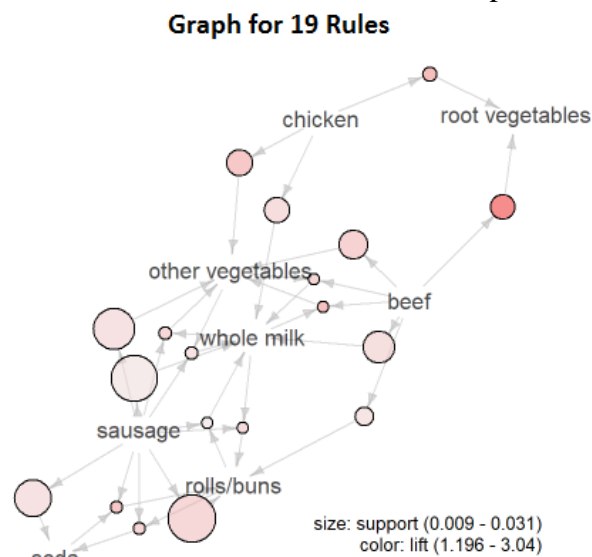 Graph for 19 Rules
chicken
root vegetables
other vegetables
beef
whole milk
sausage
rolls/buns
size: support (0.009 - 0.031)
color: lift (1.196 - 3.04)
soda